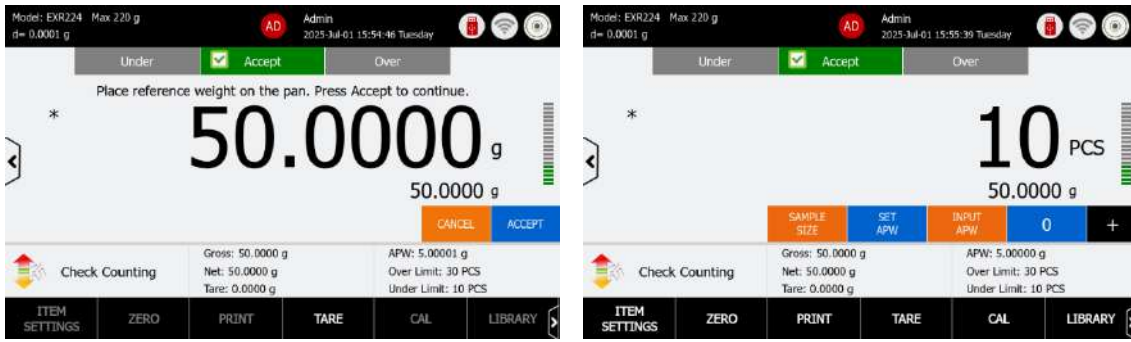 Model: EXR224 Max 220 g
d= 0.0001 g
AD
Admin
2025-Jul-01 15:54:46 Tuesday
Under
Accept
Over
Place reference weight on the pan. Press Accept to continue.
*
50.0000 g
50.0000 g
CANCEL
ACCEPT
Check Counting
Gross: 50.0000 g
Net: 50.0000 g
Tare: 0.0000 g
APW: 5.00001 g
Over Limit: 30 PCS
Under Limit: 10 PCS
ITEM
SETTINGS
ZERO
PRINT
TARE
CAL
LIBRARY
Model: EXR224 Max 220 g
d= 0.0001 g
AD
Admin
2025-Jul-01 15:55:39 Tuesday
Under
Accept
Over
*
10 PCS
50.0000 g
SAMPLE
SIZE
SET
APW
INPUT
APW
0
+
Check Counting
Gross: 50.0000 g
Net: 50.0000 g
Tare: 0.0000 g
APW: 5.00000 g
Over Limit: 30 PCS
Under Limit: 10 PCS
ITEM
SETTINGS
ZERO
PRINT
TARE
CAL
LIBRARY